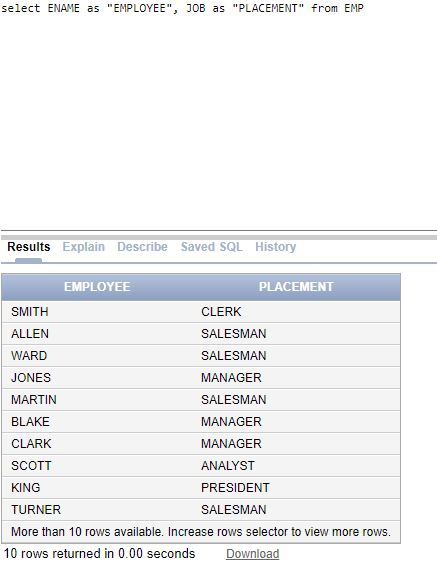 select ENAME as "EMPLOYEE", JOB as "PLACEMENT" from EMP
Results Explain Describe Saved SQL History
EMPLOYEE PLACEMENT
SMITH CLERK
ALLEN SALESMAN
WARD SALESMAN
JONES MANAGER
MARTIN SALESMAN
BLAKE MANAGER
CLARK MANAGER
SCOTT ANALYST
KING PRESIDENT
TURNER SALESMAN
More than 10 rows available. Increase rows selector to view more rows.
10 rows returned in 0.00 seconds Download